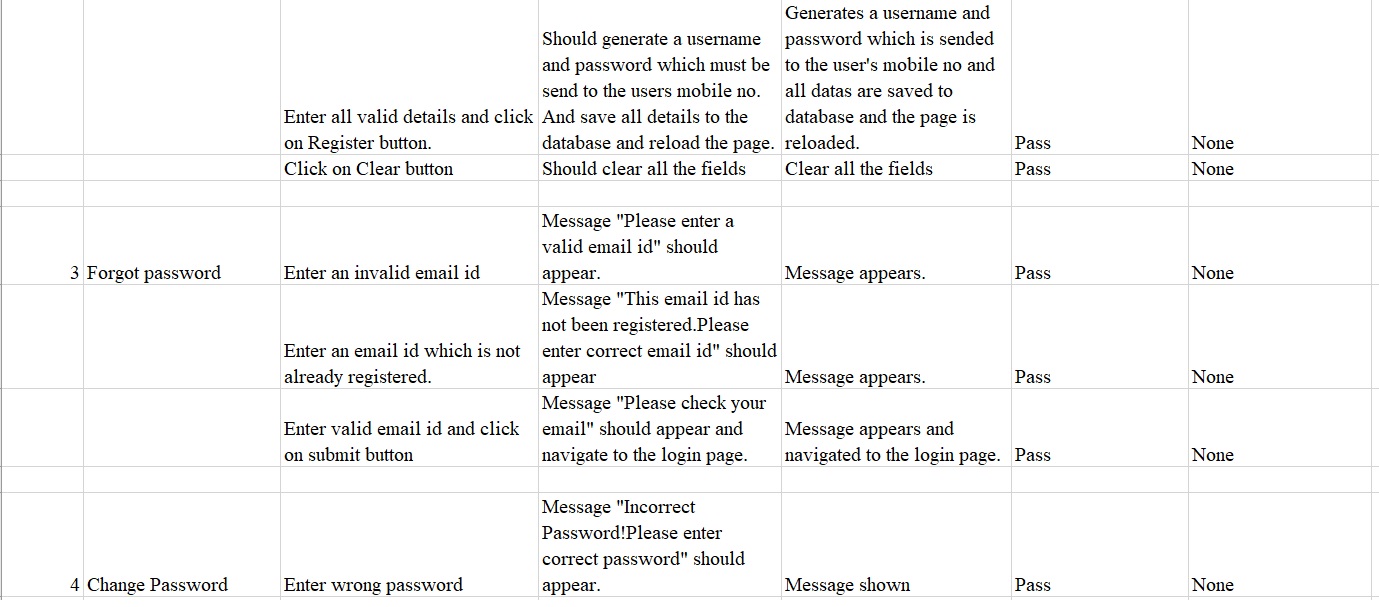 Enter all valid details and click
on Register button.
Should generate a username
and password which must be
send to the users mobile no.
And save all details to the
database and reload the page.
Generates a username and
password which is sended
to the user's mobile no and
all datas are saved to
database and the page is
reloaded.
Pass
None
Click on Clear button
Should clear all the fields
Clear all the fields
Pass
None
3
Forgot password
Enter an invalid email id
Message "Please enter a
valid email id" should
appear.
Message appears.
Pass
None
Enter an email id which is not
already registered.
Message "This email id has
not been registered.Please
enter correct email id" should
appear
Message appears.
Pass
None
Enter valid email id and click
on submit button
Message "Please check your
email" should appear and
navigate to the login page.
Message appears and
navigated to the login page.
Pass
None
4
Change Password
Enter wrong password
Message "Incorrect
Password!Please enter
correct password" should
appear.
Message shown
Pass
None